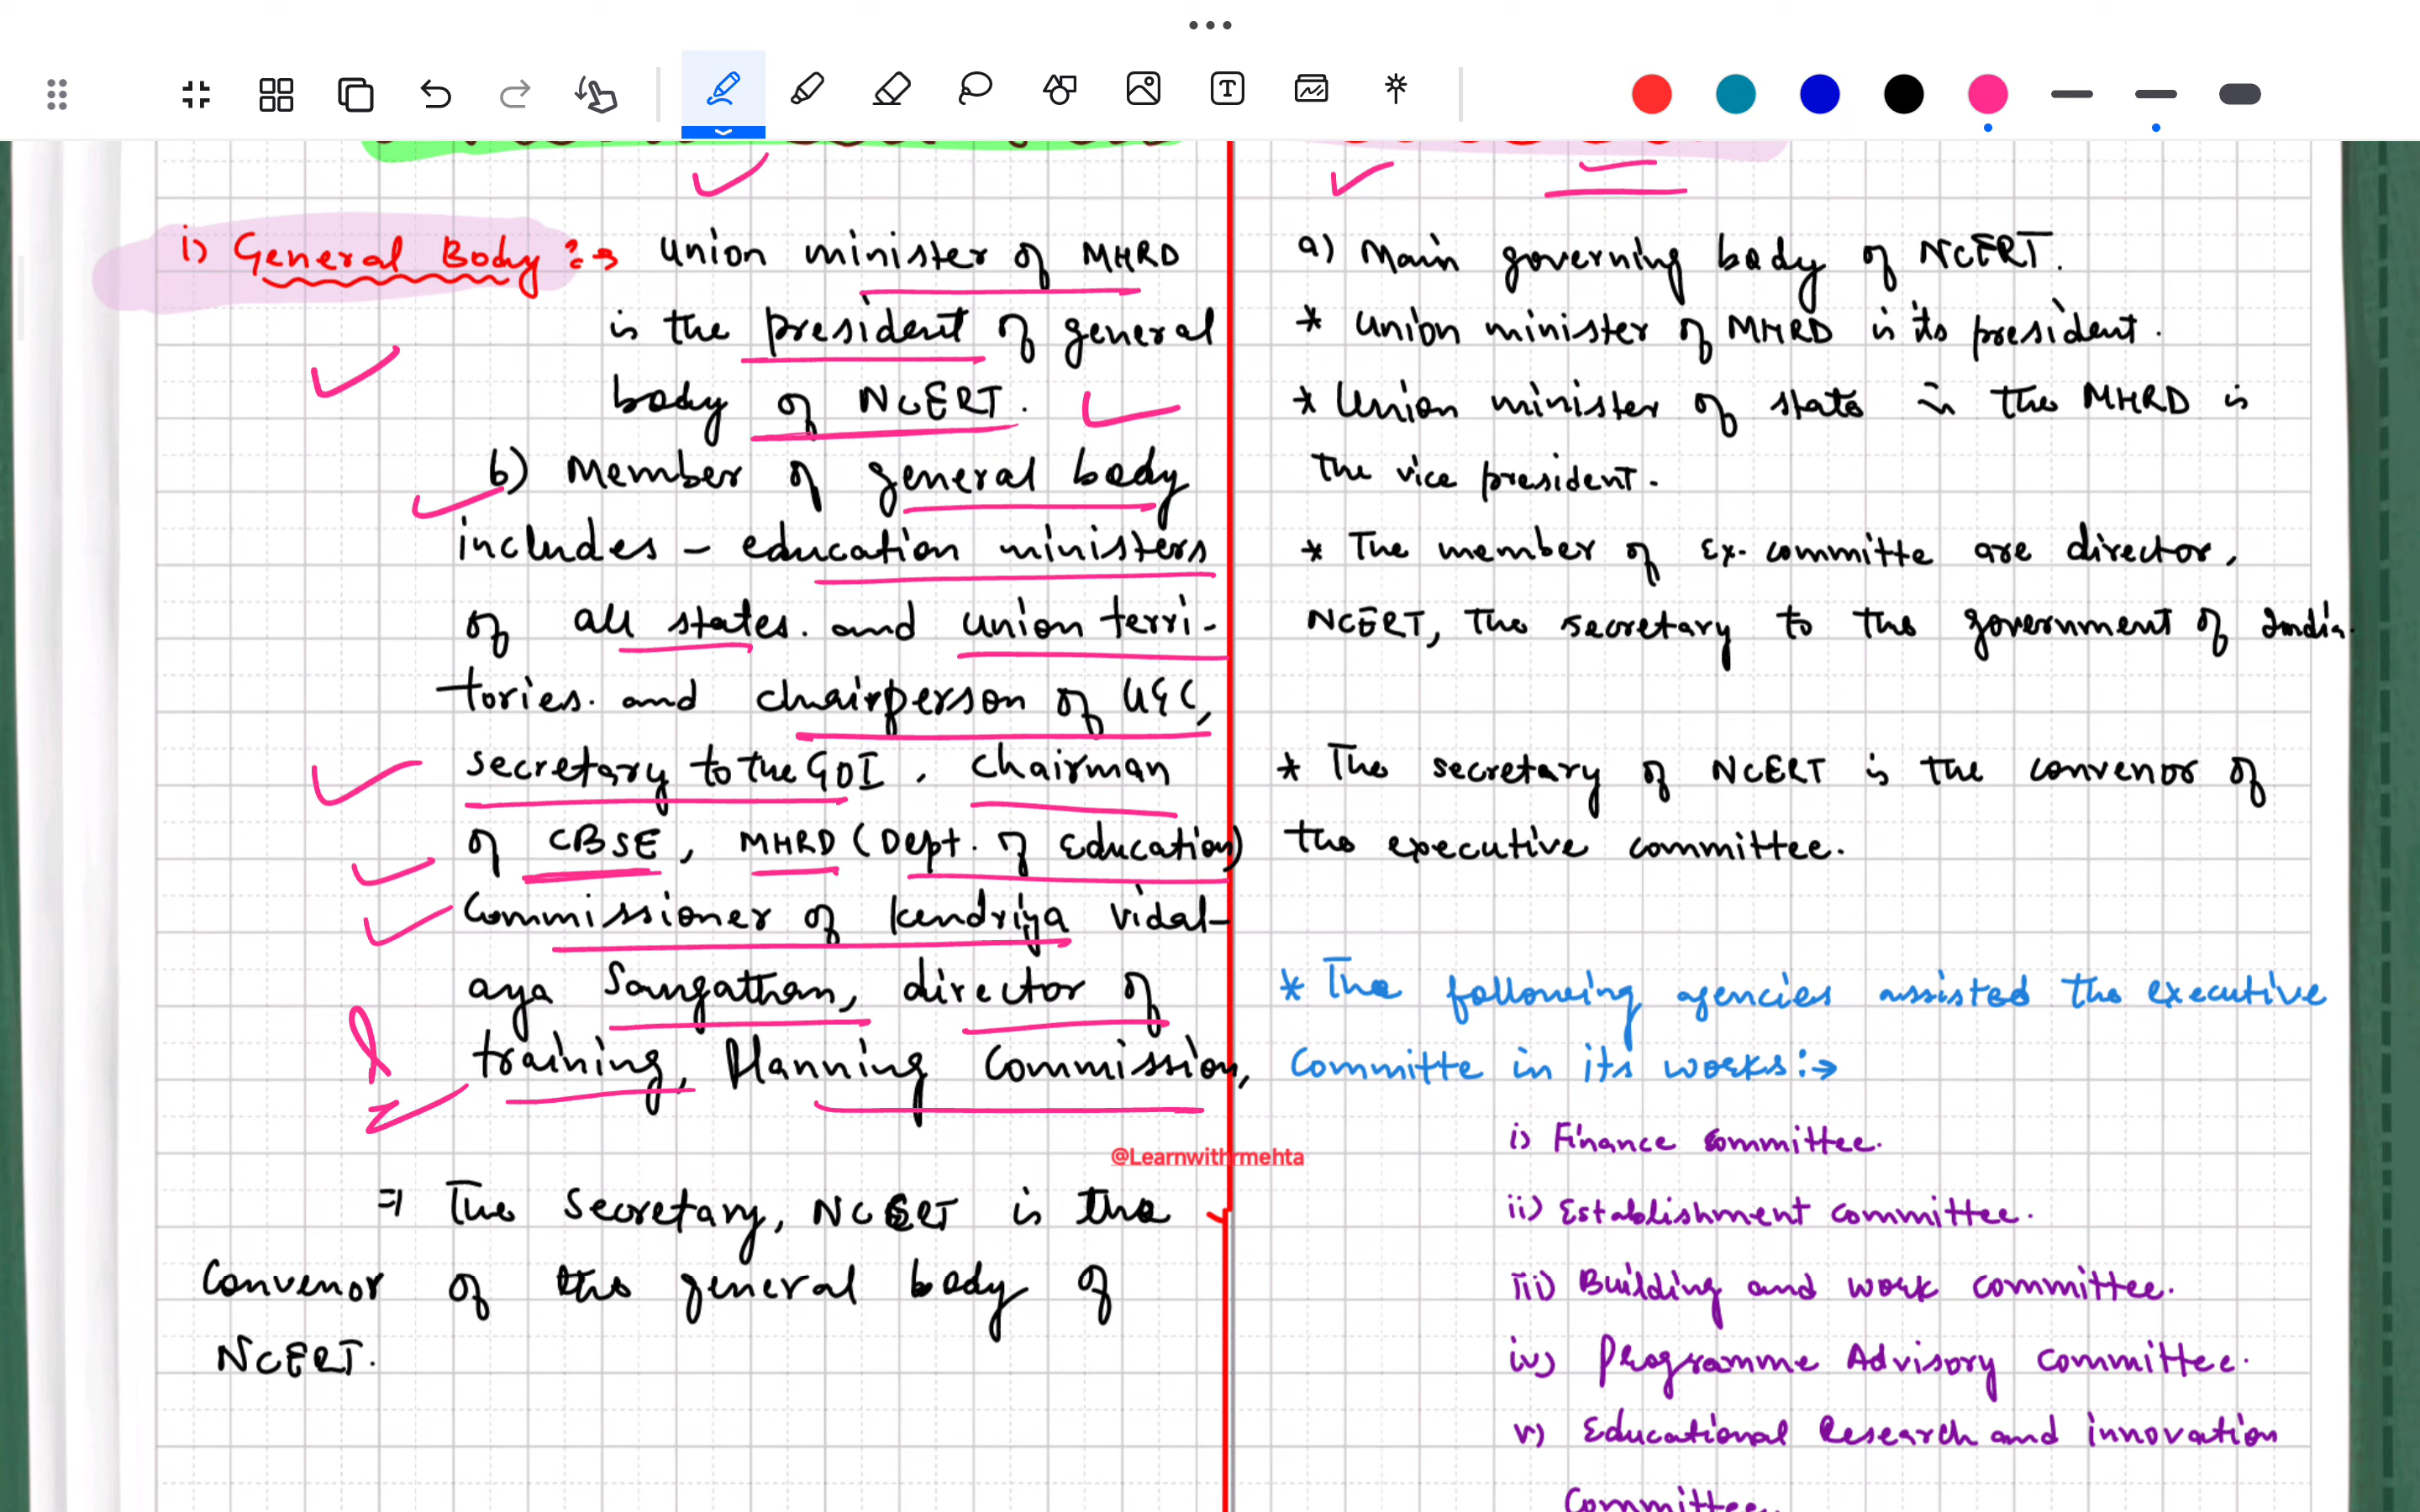 i) General Body :→ Union minister of MHRD
is the president of general
body of NCERT.
b) Member of general body
includes - education ministers
of all states. and union terri-
tories. and chairperson of UGC,
secretary to the GOI, Chairman
of CBSE, MHRD (Dept. of Education)
Commissioner of Kendriya vidal-
aya Sangathan, director of
training, Planning Commission,
@Learnwithrmehta
⇒ The Secretary, NCERT is the
Convenor of the general body of
NCERT.
a) Main governing body of NCERT.
* Union minister of MHRD is its president.
* Union minister of state in the MHRD is
the vice president.
* The member of Ex. committe are director,
NCERT, The secretary to the government of India.
* The secretary of NCERT is the convenor of
the executive committee.
* The following agencies assisted the executive
Committe in its works:→
i) Finance Committee.
ii) Establishment committee.
iii) Building and work committee.
iv) Programme Advisory Committee.
v) Educational Research and innovation
Committee